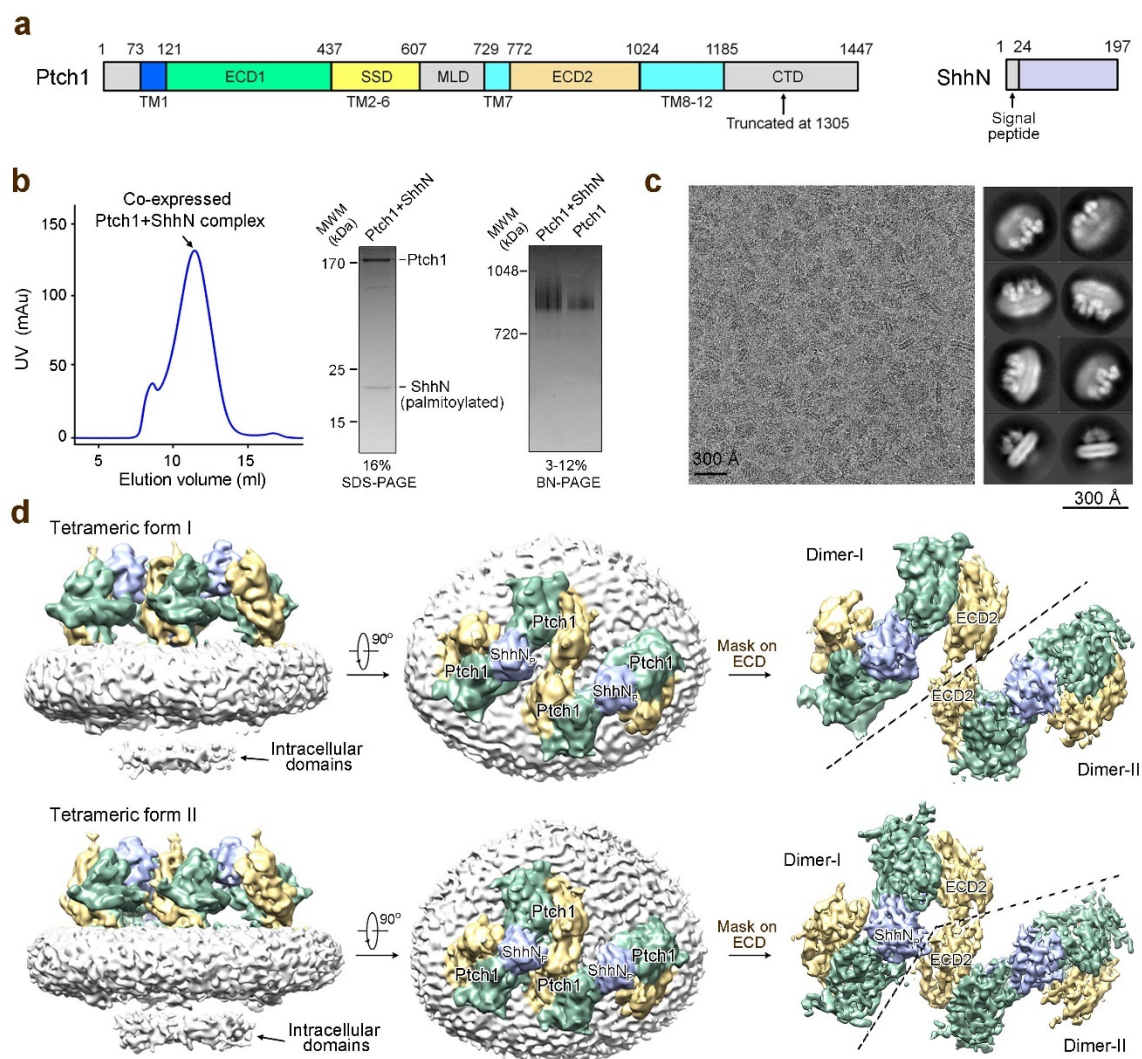 a
1 73 121 437 607 729 772 1024 1185 1447
Ptch1 ECD1 SSD MLD ECD2 CTD
TM1 TM2-6 TM7 TM8-12
Truncated at 1305
1 24 197
ShhN
Signal
peptide
b
Co-expressed
Ptch1+ShhN complex
150
100
50
0
UV (mAu)
5 10 15
Elution volume (ml)
MWM
(kDa)
Ptch1+ShhN
170
25
15
Ptch1
ShhN
(palmitoylated)
16%
SDS-PAGE
MWM
(kDa)
Ptch1+ShhN
Ptch1
1048
720
3-12%
BN-PAGE
c
300 Å
300 Å
d
Tetrameric form I
Intracellular
domains
90°
Ptch1
ShhNP
Ptch1
Ptch1
ShhNP
Ptch1
Mask on
ECD
Dimer-I
ECD2
ECD2
Dimer-II
Tetrameric form II
Intracellular
domains
90°
Ptch1
ShhNP
Ptch1
Ptch1
ShhNP
Ptch1
Mask on
ECD
Dimer-I
ECD2
ShhNP
ECD2
Dimer-II